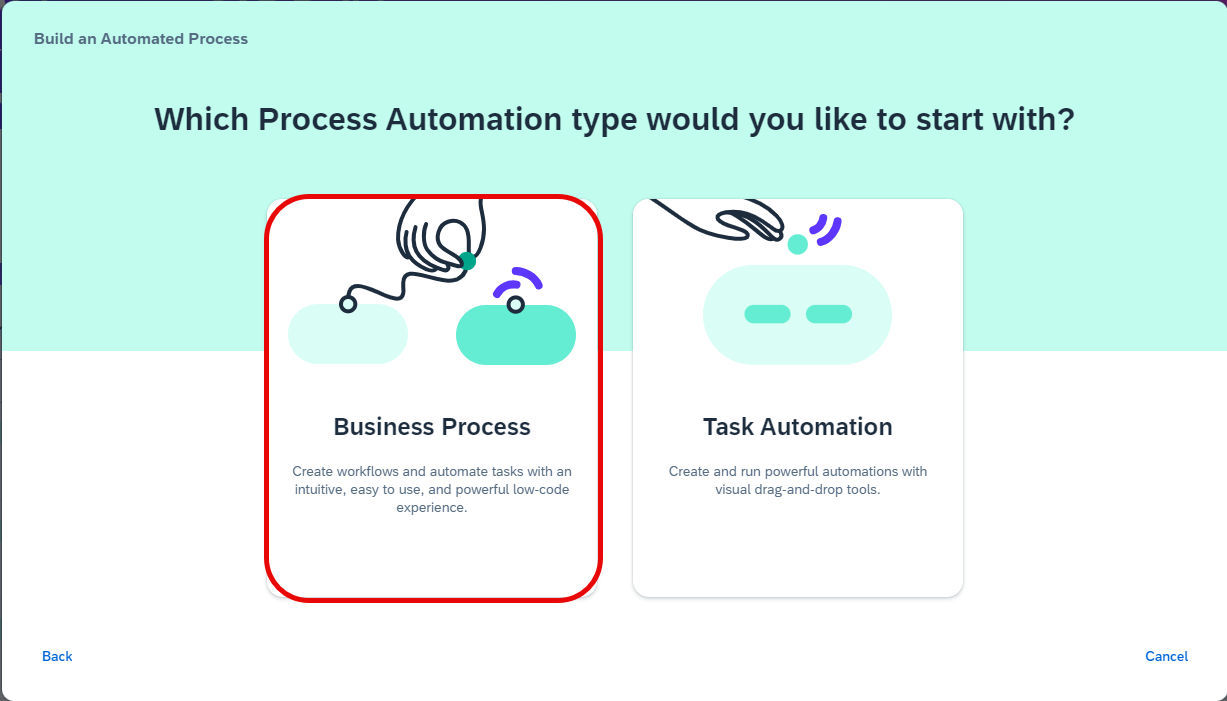 Build an Automated Process
Which Process Automation type would you like to start with?
Business Process
Create workflows and automate tasks with an
intuitive, easy to use, and powerful low-code
experience.
Task Automation
Create and run powerful automations with
visual drag-and-drop tools.
Back
Cancel